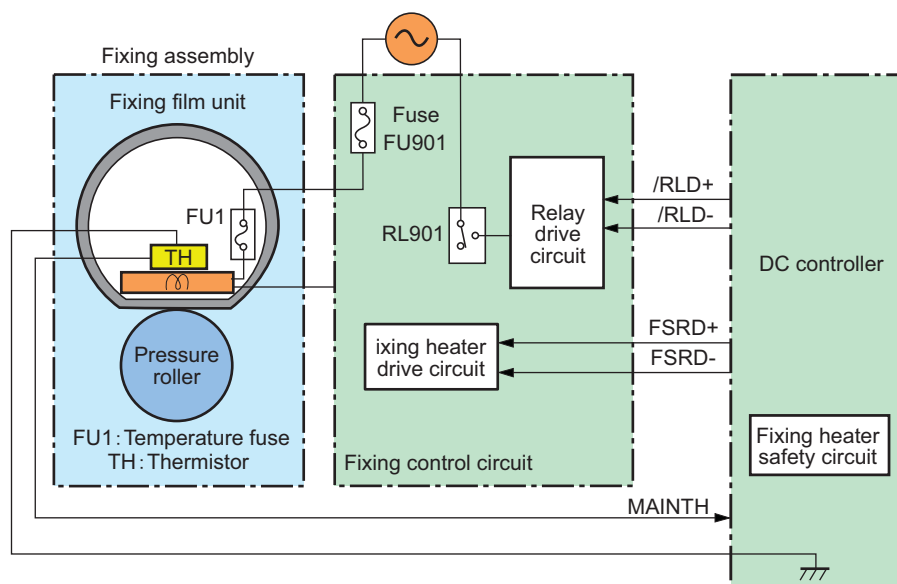 Fixing assembly
Fixing film unit
FU1
TH
Pressure
roller
FU1: Temperature fuse
TH: Thermistor
Fuse
FU901
RL901
Relay
drive
circuit
ixing heater
drive circuit
Fixing control circuit
/RLD+
/RLD-
FSRD+
FSRD-
MAINTH
DC controller
Fixing heater
safety circuit